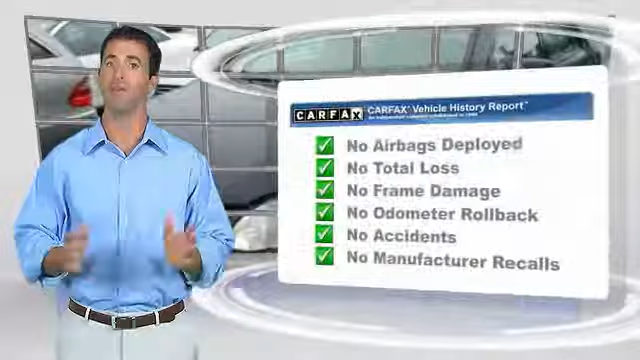 CARFAX CARFAX Vehicle History Report™
No Airbags Deployed
No Total Loss
No Frame Damage
No Odometer Rollback
No Accidents
No Manufacturer Recalls